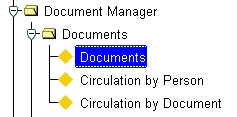 Document Manager
Documents
Documents
Circulation by Person
Circulation by Document